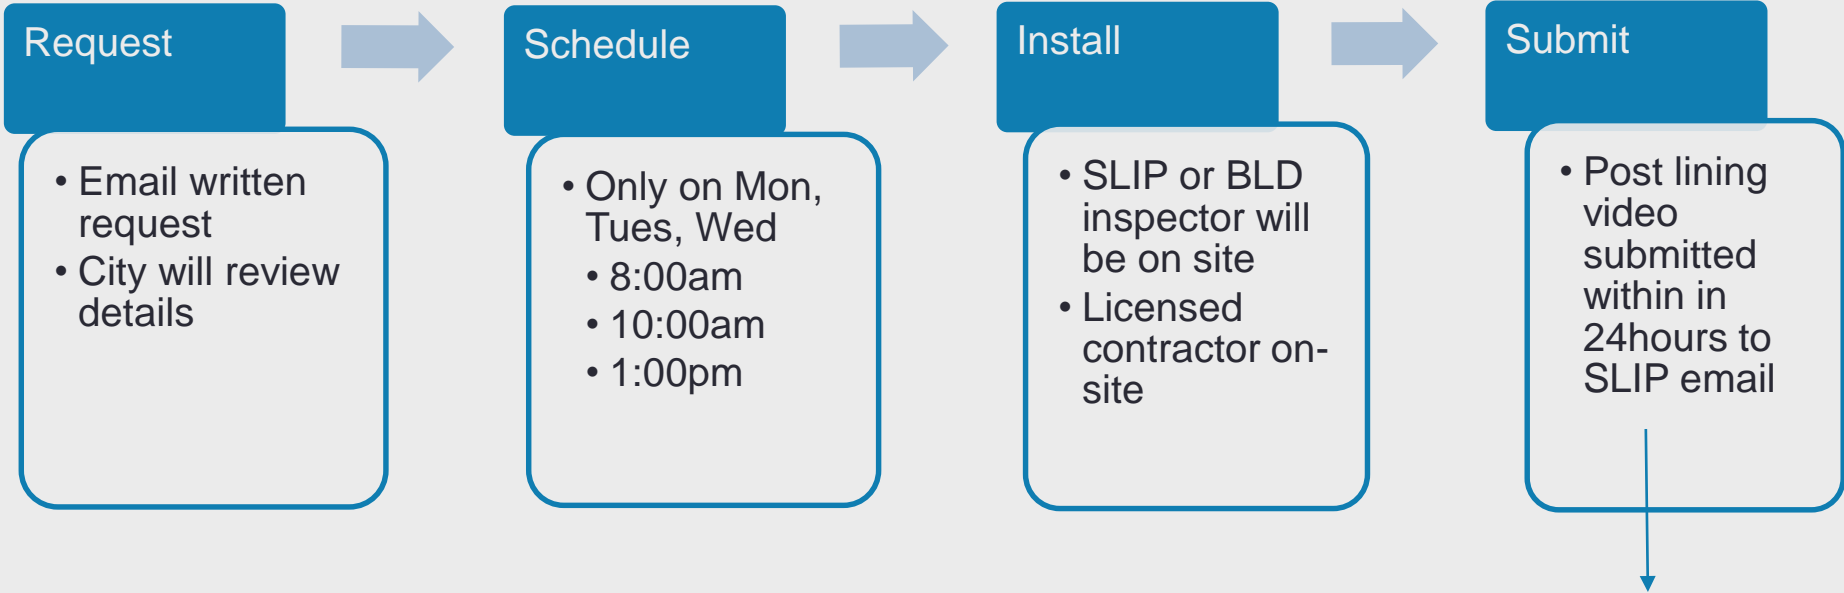 Request
• Email written
request
• City will review
details
Schedule
• Only on Mon,
Tues, Wed
• 8:00am
• 10:00am
• 1:00pm
Install
• SLIP or BLD
inspector will
be on site
• Licensed
contractor on-
site
Submit
• Post lining
video
submitted
within in
24hours to
SLIP email